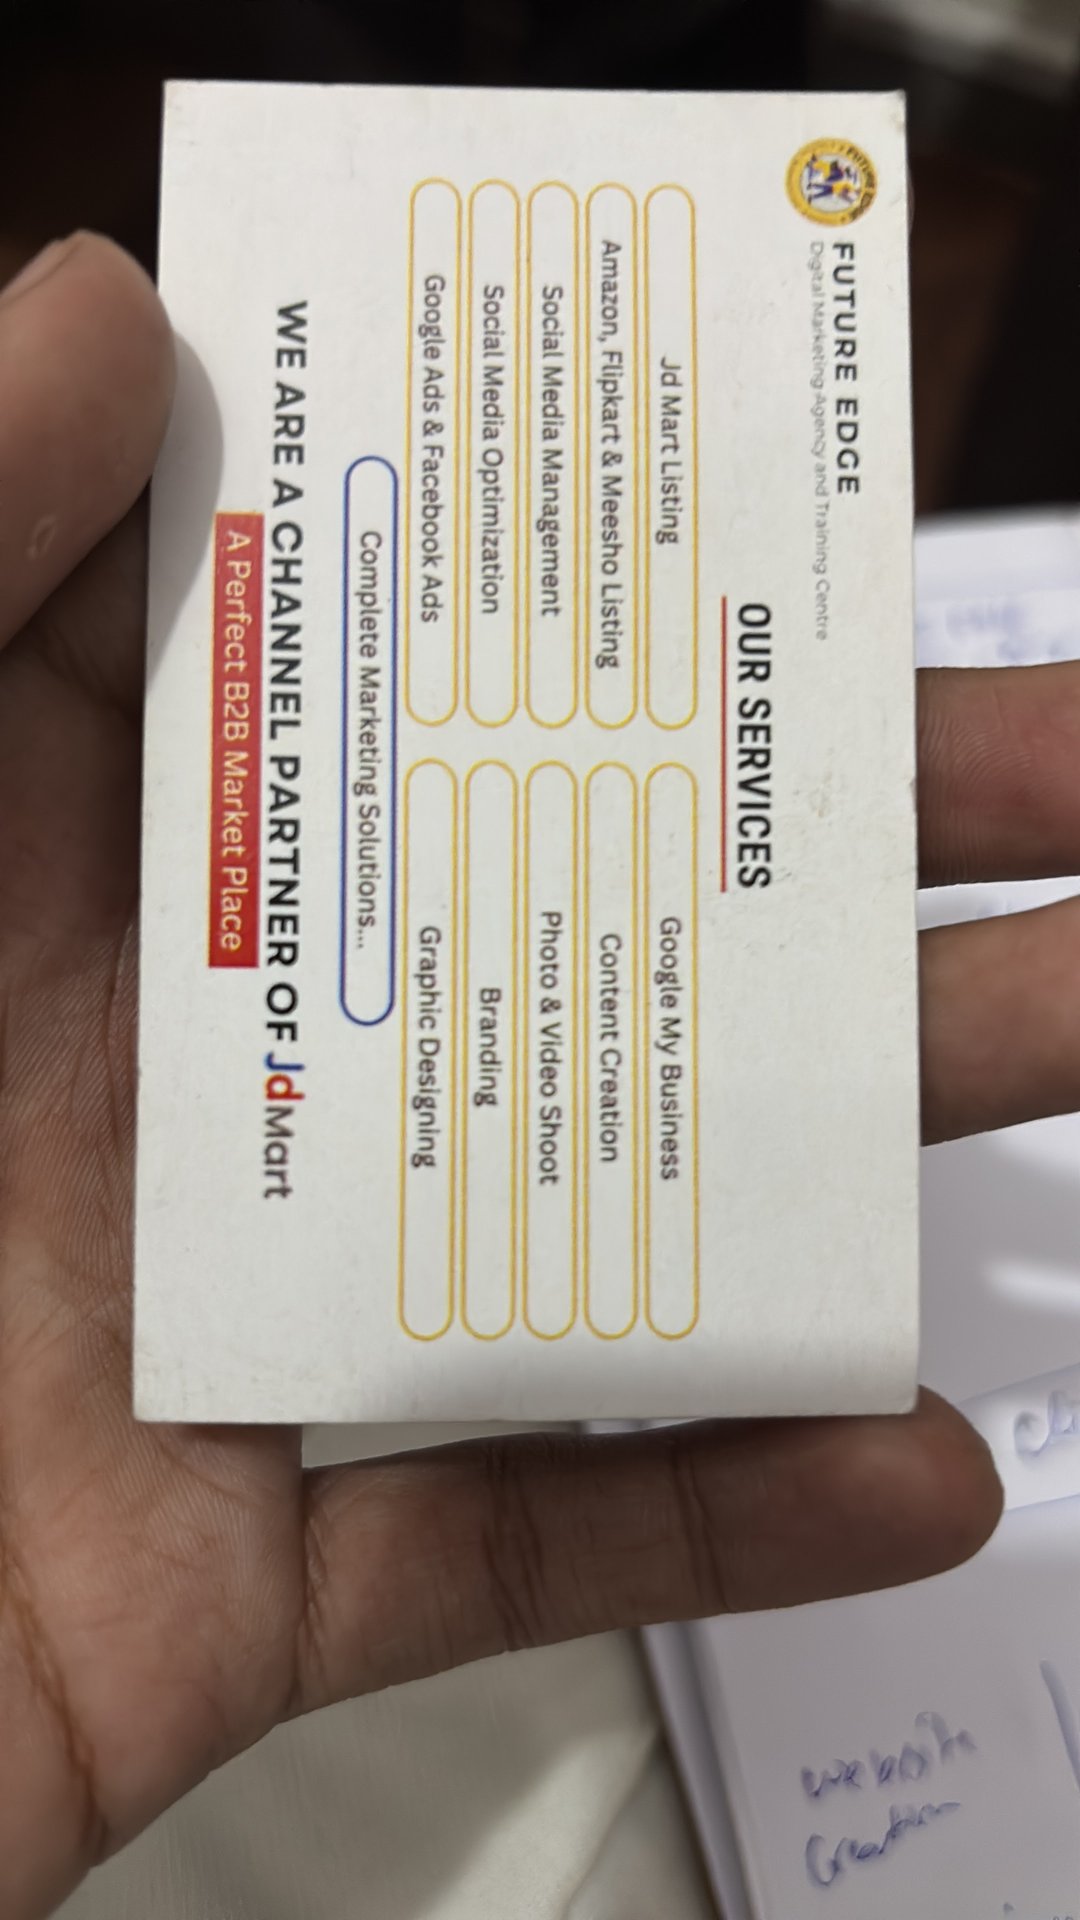 FUTURE EDGE
Digital Marketing Agency and Training Centre
OUR SERVICES
Jd Mart Listing
Google My Business
Amazon, Flipkart & Meesho Listing
Content Creation
Social Media Management
Photo & Video Shoot
Social Media Optimization
Branding
Google Ads & Facebook Ads
Graphic Designing
Complete Marketing Solutions...
WE ARE A CHANNEL PARTNER OF JdMart
A Perfect B2B Market Place
website
Creation